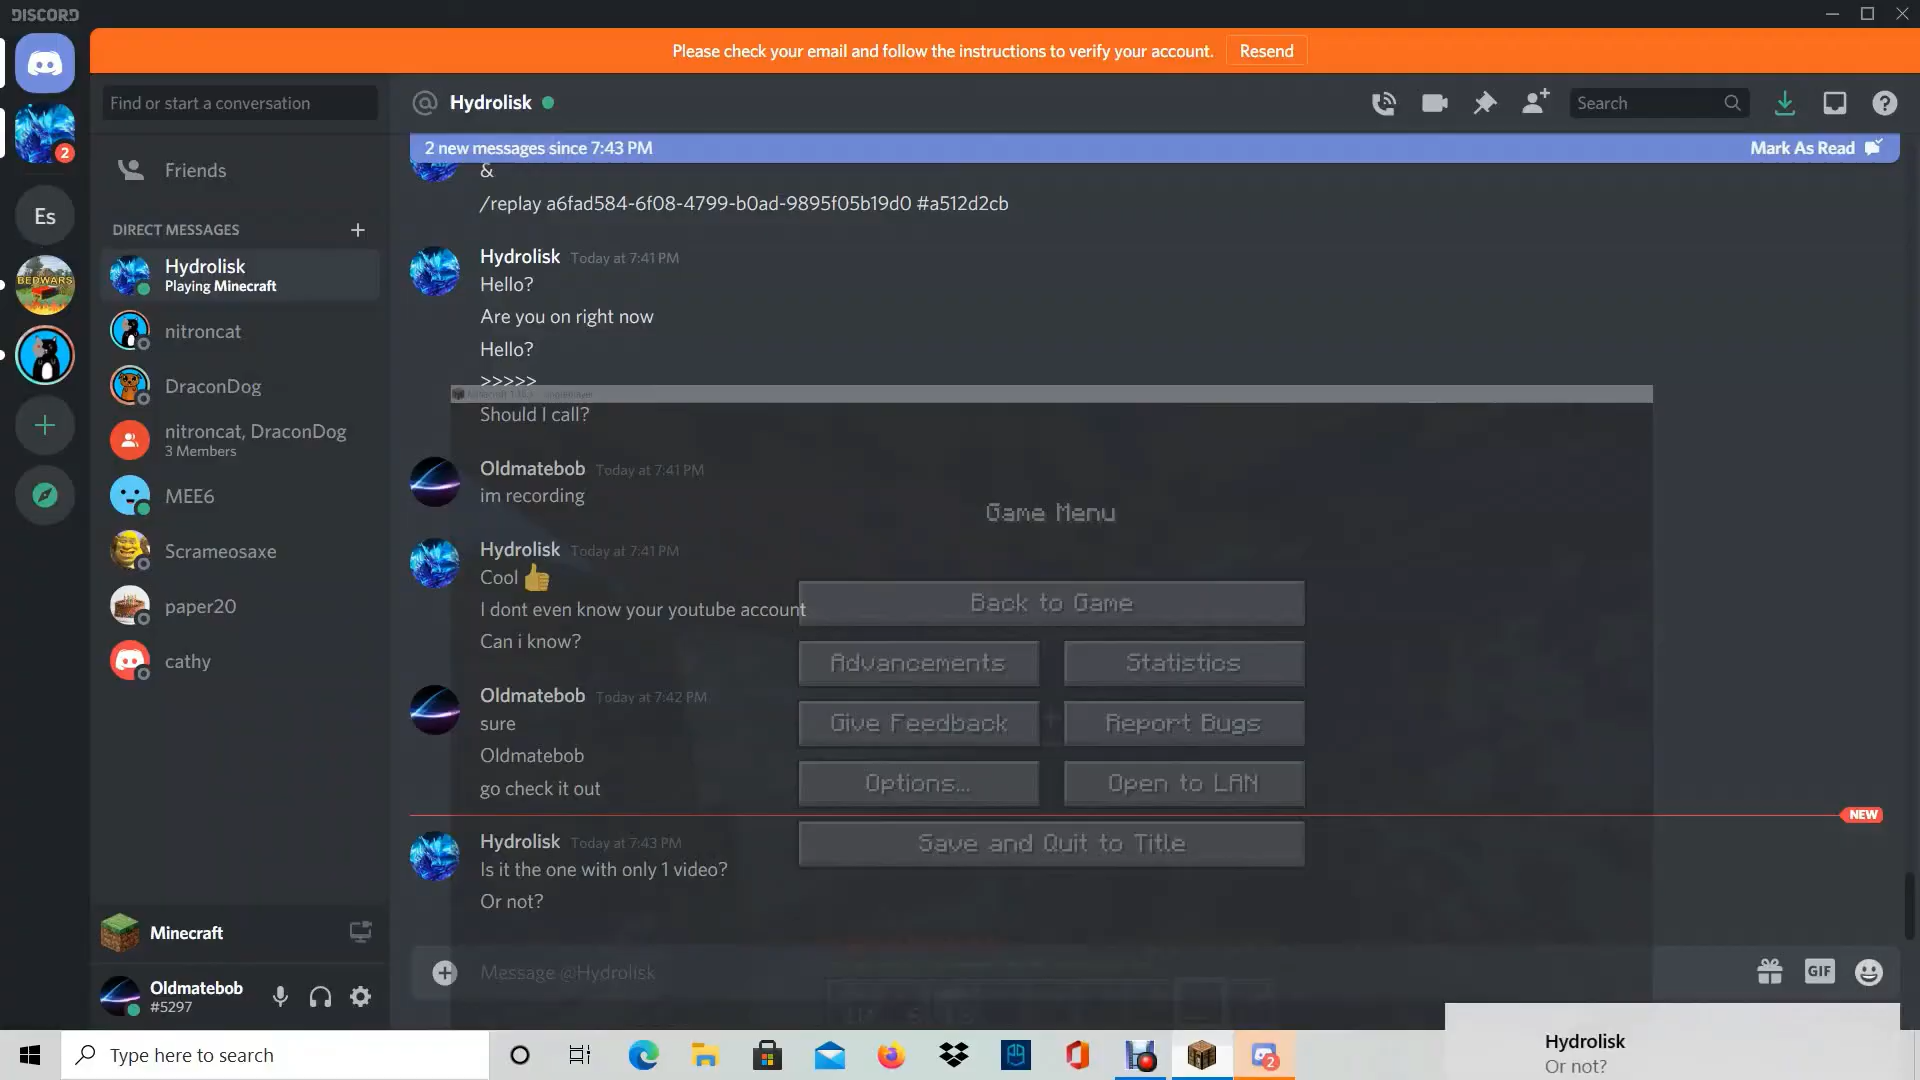 DISCORD
Please check your email and follow the instructions to verify your account.
Resend
Find or start a conversation
Hydrolisk
Search
2 new messages since 7:43 PM
Mark As Read
2
Friends
Es
DIRECT MESSAGES
Hydrolisk
Playing Minecraft
BEDWARS
nitroncat
DraconDog
nitroncat, DraconDog
3 Members
MEE6
Scrameosaxe
paper20
cathy
Minecraft
Oldmatebob
#5297
&
/replay a6fad584-6f08-4799-b0ad-9895f05b19d0 #a512d2cb
Hydrolisk Today at 7:41 PM
Hello?
Are you on right now
Hello?
>>>>>
Should I call?
Oldmatebob Today at 7:41 PM
im recording
Hydrolisk Today at 7:41 PM
Cool 👍
I dont even know your youtube account
Can i know?
Oldmatebob Today at 7:42 PM
sure
Oldmatebob
go check it out
NEW
Hydrolisk Today at 7:43 PM
Is it the one with only 1 video?
Or not?
Message @Hydrolisk
GIF
Game Menu
Back to Game
Advancements
Statistics
Give Feedback
Report Bugs
Options...
Open to LAN
Save and Quit to Title
Type here to search
2
Hydrolisk
Or not?